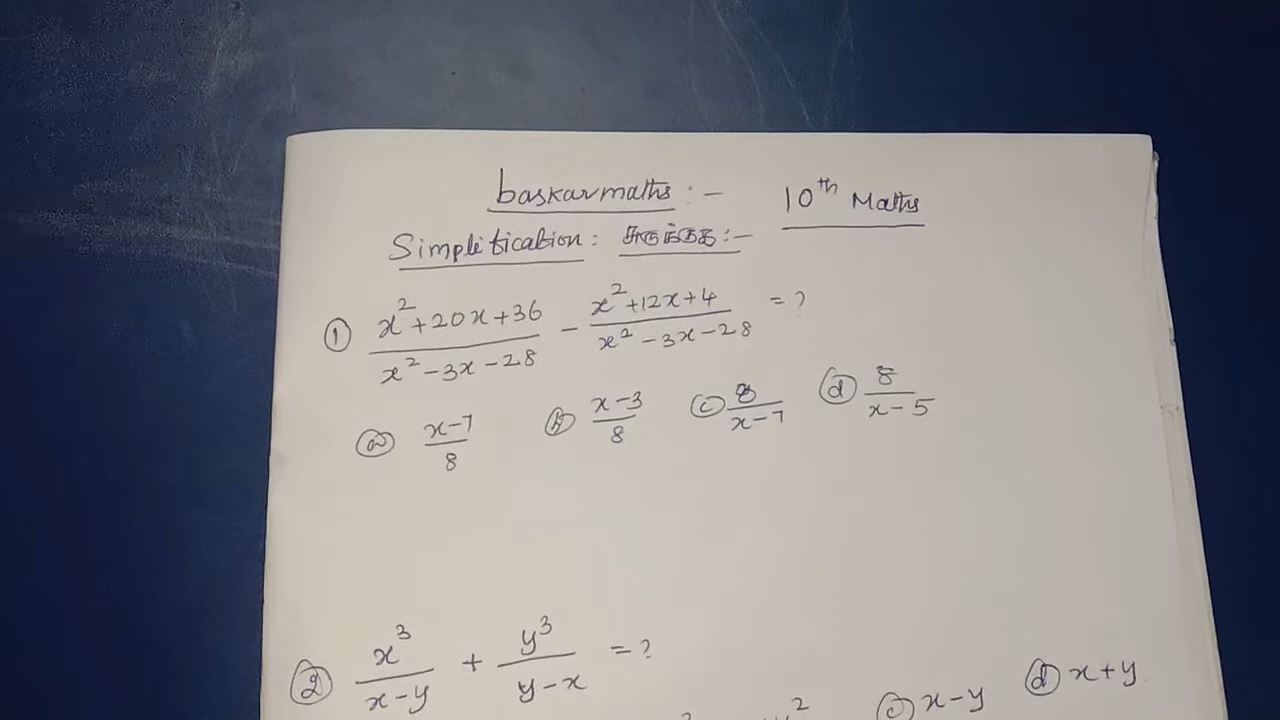 baskarmaths :- 10th Maths
Simplification : சுருக்குக :-
① (x²+20x+36)/(x²-3x-28) - (x²+12x+4)/(x²-3x-28) = ?
ⓐ (x-7)/8 ⓑ (x-3)/8 ⓒ 8/(x-7) ⓓ 8/(x-5)
② x³/(x-y) + y³/(y-x) = ?
ⓒ x-y ⓓ x+y